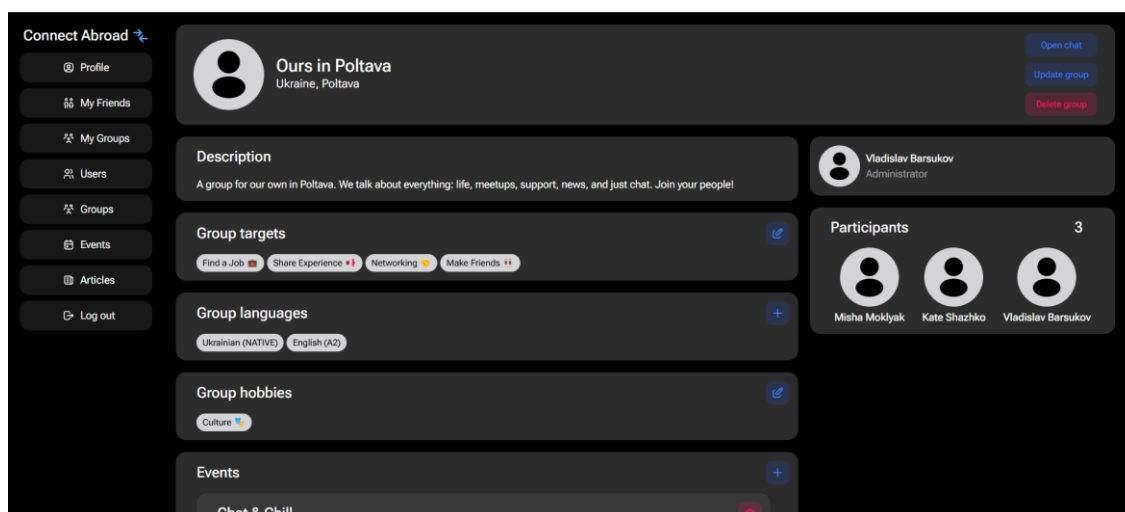 Connect Abroad
Profile
My Friends
My Groups
Users
Groups
Events
Articles
Log out
Ours in Poltava
Ukraine, Poltava
Open chat
Update group
Delete group
Description
A group for our own in Poltava. We talk about everything: life, meetups, support, news, and just chat. Join your people!
Group targets
Find a Job 💼 Share Experience Networking 🤝 Make Friends 👯
Group languages
Ukrainian (NATIVE) English (A2)
Group hobbies
Culture 🎭
Events
Chat & Chill
Vladislav Barsukov
Administrator
Participants 3
Misha Moklyak Kate Shazhko Vladislav Barsukov